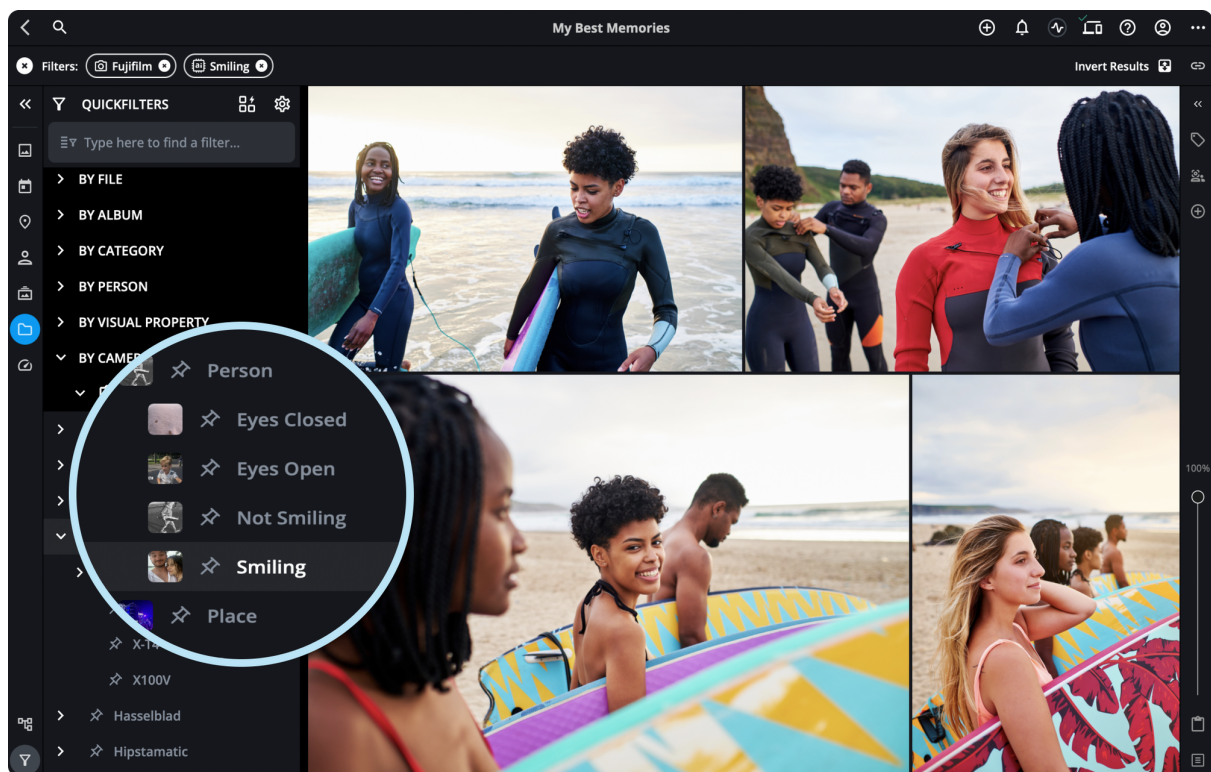 My Best Memories
Filters: Fujifilm Smiling
Invert Results
QUICKFILTERS
Type here to find a filter...
BY FILE
BY ALBUM
BY CATEGORY
BY PERSON
BY VISUAL PROPERTY
BY CAMER
Person
Eyes Closed
Eyes Open
Not Smiling
Smiling
Place
X-T4
X100V
Hasselblad
Hipstamatic
100%